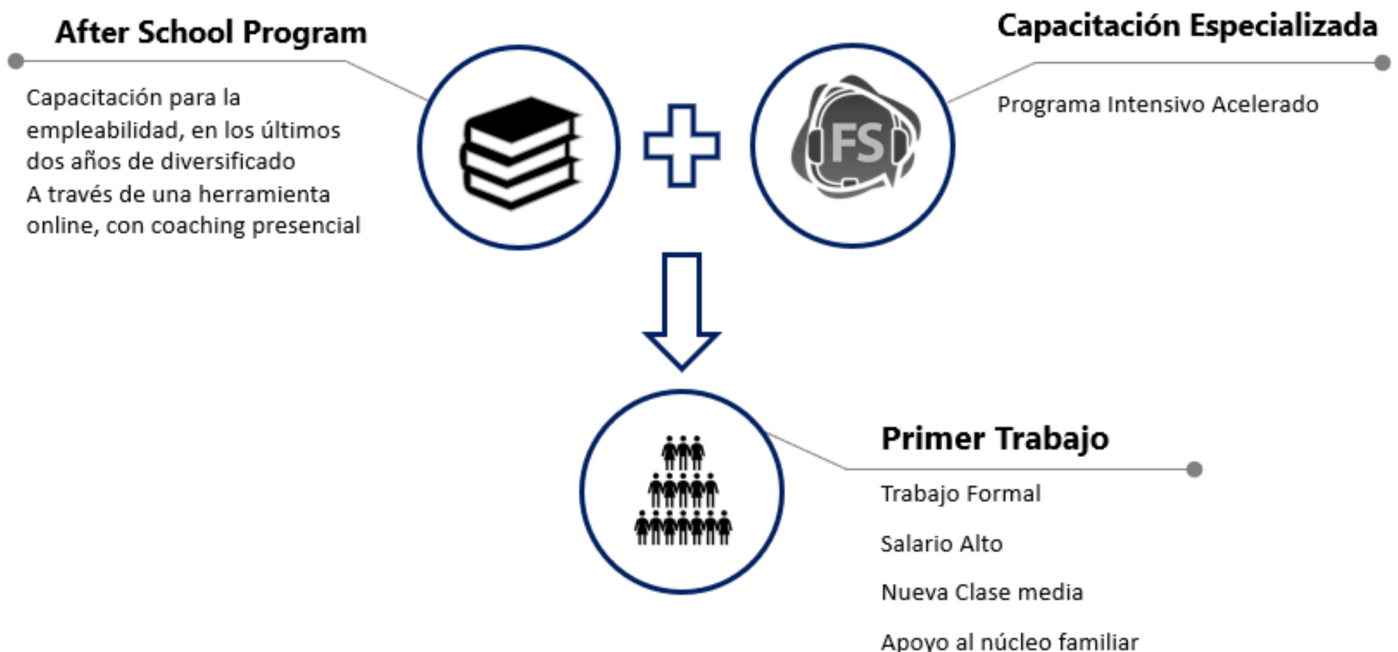 After School Program
Capacitación para la
empleabilidad, en los últimos
dos años de diversificado
A través de una herramienta
online, con coaching presencial
FS
Capacitación Especializada
Programa Intensivo Acelerado
Primer Trabajo
Trabajo Formal
Salario Alto
Nueva Clase media
Apoyo al núcleo familiar